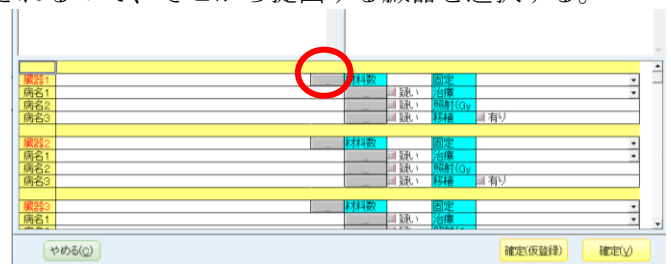 されるので、そこから提出する臓器を選択する。
臓器1 _ 材料数 固定
病名1 _ 疑い 治療
病名2 _ 疑い 照射(Gy
病名3 _ 疑い 移植 有り
臓器2 _ 材料数 固定
病名1 _ 疑い 治療
病名2 _ 疑い 照射(Gy
病名3 _ 疑い 移植 有り
臓器3 _ 材料数 固定
病名1 _ 疑い 治療
やめる(C) 確定(仮登録) 確定(V)